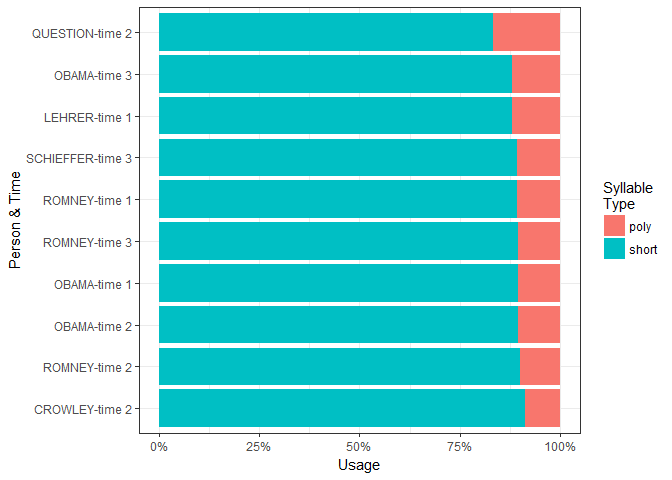 QUESTION-time 2
OBAMA-time 3
LEHRER-time 1
SCHIEFFER-time 3
ROMNEY-time 1
ROMNEY-time 3
OBAMA-time 1
OBAMA-time 2
ROMNEY-time 2
CROWLEY-time 2
Person & Time
0% 25% 50% 75% 100%
Usage
Syllable
Type
poly
short